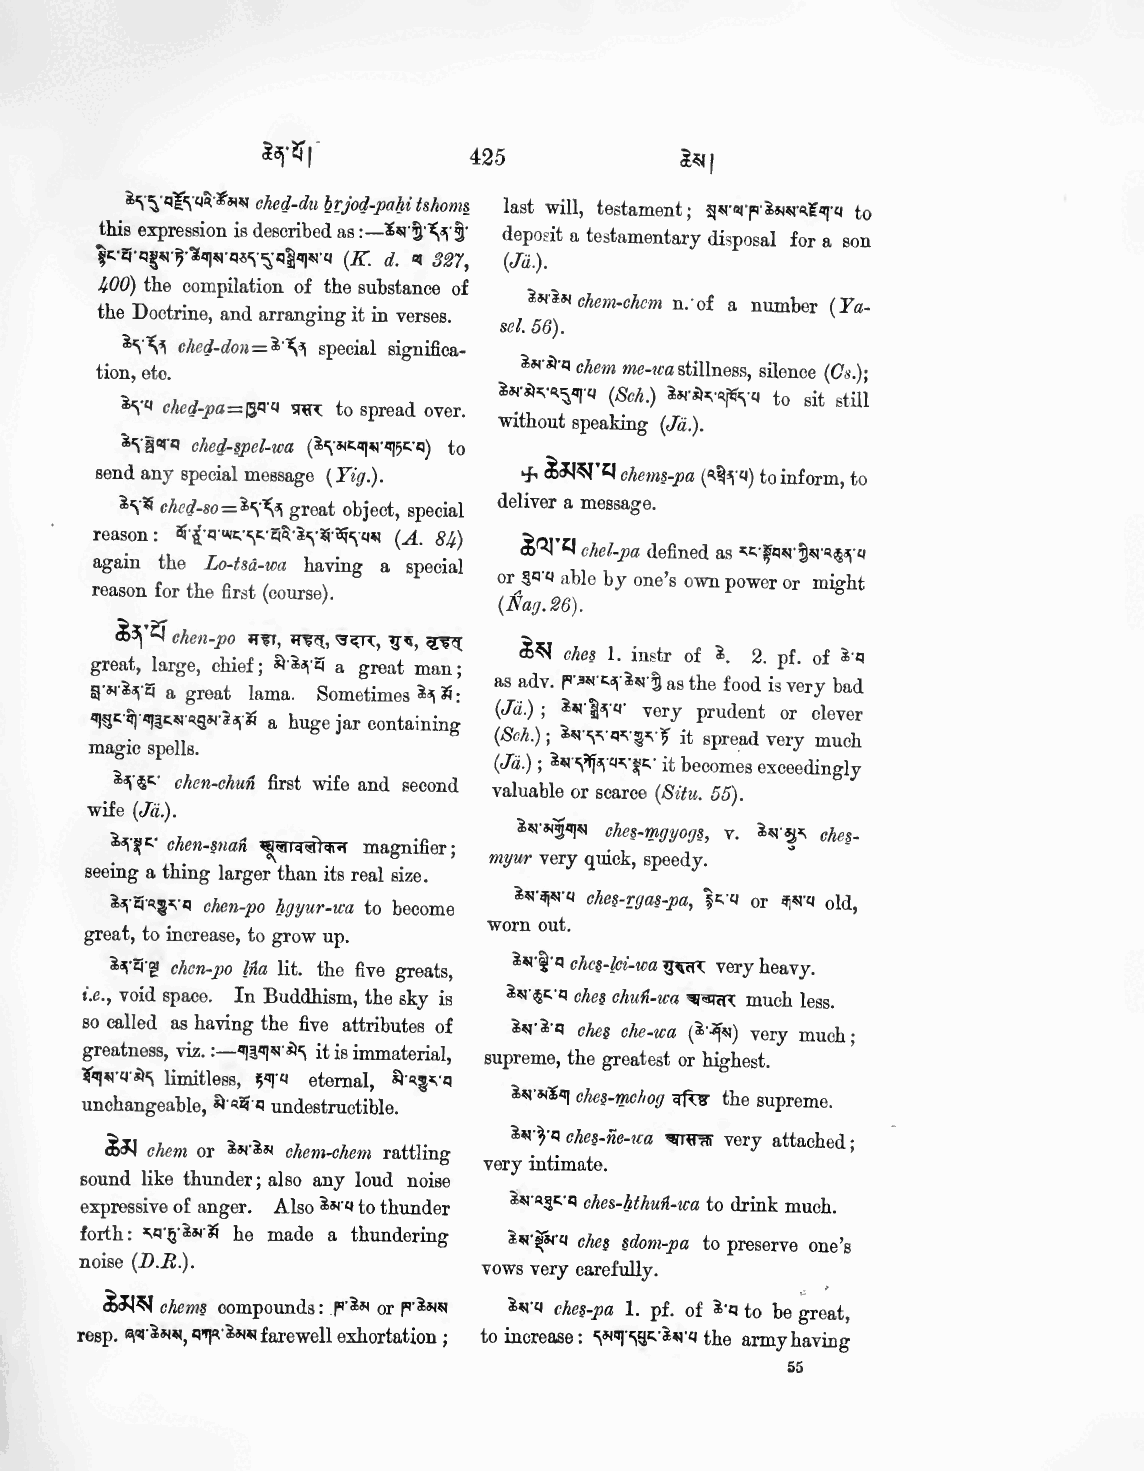 ཆེན་པོ།
425
ཆེས།
ཆེད་དུ་བརྗོད་པའི་ཚོམས ched-du brjod-paḥi tshoms
this expression is described as :—ཆོས་ཀྱི་དོན་གྱི་
སྙིང་པོ་བསྡུས་ཏེ་ཚིགས་བཅད་དུ་བསྒྲིགས་པ (K. d. ལ 327,
400) the compilation of the substance of
the Doctrine, and arranging it in verses.
ཆེད་དོན ched-don=ཆེ་དོན special significa-
tion, etc.
ཆེད་པ ched-pa=ཁྱབ་པ प्रसर to spread over.
ཆེད་སྤེལ་བ ched-spel-wa (ཆེད་མངགས་གཏང་བ) to
send any special message (Yig.).
ཆེད་སོ ched-so=ཆེད་དོན great object, special
reason : ལོ་ཙཱ་བ་ཡང་དང་པོའི་ཆེད་སོ་ཡོད་པས (A. 84)
again the Lo-tsâ-wa having a special
reason for the first (course).
ཆེན་པོ chen-po महा, महत्, उदार, गुरु, बृहत्
great, large, chief; མི་ཆེན་པོ a great man;
བླ་མ་ཆེན་པོ a great lama. Sometimes ཆེན་མོ:
གསུང་གི་གཟུངས་འབུམ་ཆེན་མོ a huge jar containing
magic spells.
ཆེན་ཆུང་ chen-chuñ first wife and second
wife (Jä.).
ཆེན་སྣང་ chen-snañ स्थूलावलोकन magnifier;
seeing a thing larger than its real size.
ཆེན་པོ་འགྱུར་བ chen-po ḥgyur-wa to become
great, to increase, to grow up.
ཆེན་པོ་ལྔ chen-po lña lit. the five greats,
i.e., void space. In Buddhism, the sky is
so called as having the five attributes of
greatness, viz. :—གཟུགས་མེད it is immaterial,
ཐོགས་པ་མེད limitless, རྟག་པ eternal, མི་འགྱུར་བ
unchangeable, མི་འཇིག་པ undestructible.
ཆེམ chem or ཆེམ་ཆེམ chem-chem rattling
sound like thunder; also any loud noise
expressive of anger. Also ཆེམ་པ to thunder
forth: ངབ་ཏུ་ཆེམ་མོ he made a thundering
noise (D.R.).
ཆེམས chems compounds: ཁ་ཆེམ or ཁ་ཆེམས
resp. ཞལ་ཆེམས, བཀའ་ཆེམས farewell exhortation ;
last will, testament; སྲས་ལ་ཁ་ཆེམས་འཇོག་པ to
deposit a testamentary disposal for a son
(Jä.).
ཆེམ་ཆེམ chem-chem n. of a number (Ya-
sel. 56).
ཆེམ་མེ་བ chem me-wa stillness, silence (Cs.);
ཆེམ་མེར་འདུག་པ (Sch.) ཆེམ་མེར་འཁོད་པ to sit still
without speaking (Jä.).
+ ཆེམས་པ chems-pa (འཕྲིན་པ) to inform, to
deliver a message.
ཆེལ་པ chel-pa defined as རང་སྟོབས་ཀྱིས་འཆུན་པ
or ཐུབ་པ able by one's own power or might
(Ñag. 26).
ཆེས ches 1. instr of ཆེ. 2. pf. of ཆེ་བ
as adv. ཁ་ཟས་ངན་ཆེས་ཀྱི as the food is very bad
(Jä.) ; ཆེས་སྒྲིན་པ་ very prudent or clever
(Sch.) ; ཆེས་དར་བར་གྱུར་ཏོ it spread very much
(Jä.) ; ཆེས་དཀོན་པར་སྣང་ it becomes exceedingly
valuable or scarce (Situ. 55).
ཆེས་མགྱོགས ches-mgyogs, v. ཆེས་མྱུར ches-
myur very quick, speedy.
ཆེས་རྒས་པ ches-rgas-pa, རྙིང་པ or རྒས་པ old,
worn out.
ཆེས་ལྕི་བ ches-lci-wa गुरुतर very heavy.
ཆེས་ཆུང་བ ches chuñ-wa अल्पतर much less.
ཆེས་ཆེ་བ ches che-wa (ཆེ་ཤོས) very much;
supreme, the greatest or highest.
ཆེས་མཆོག ches-mchog वरिष्ठ the supreme.
ཆེས་ཉེ་བ ches-ñe-wa आसक्त very attached;
very intimate.
ཆེས་འཐུང་བ ches-ḥthuñ-wa to drink much.
ཆེས་སྡོམ་པ ches sdom-pa to preserve one's
vows very carefully.
ཆེས་པ ches-pa 1. pf. of ཆེ་བ to be great,
to increase : དམག་དཔུང་ཆེས་པ the army having
55